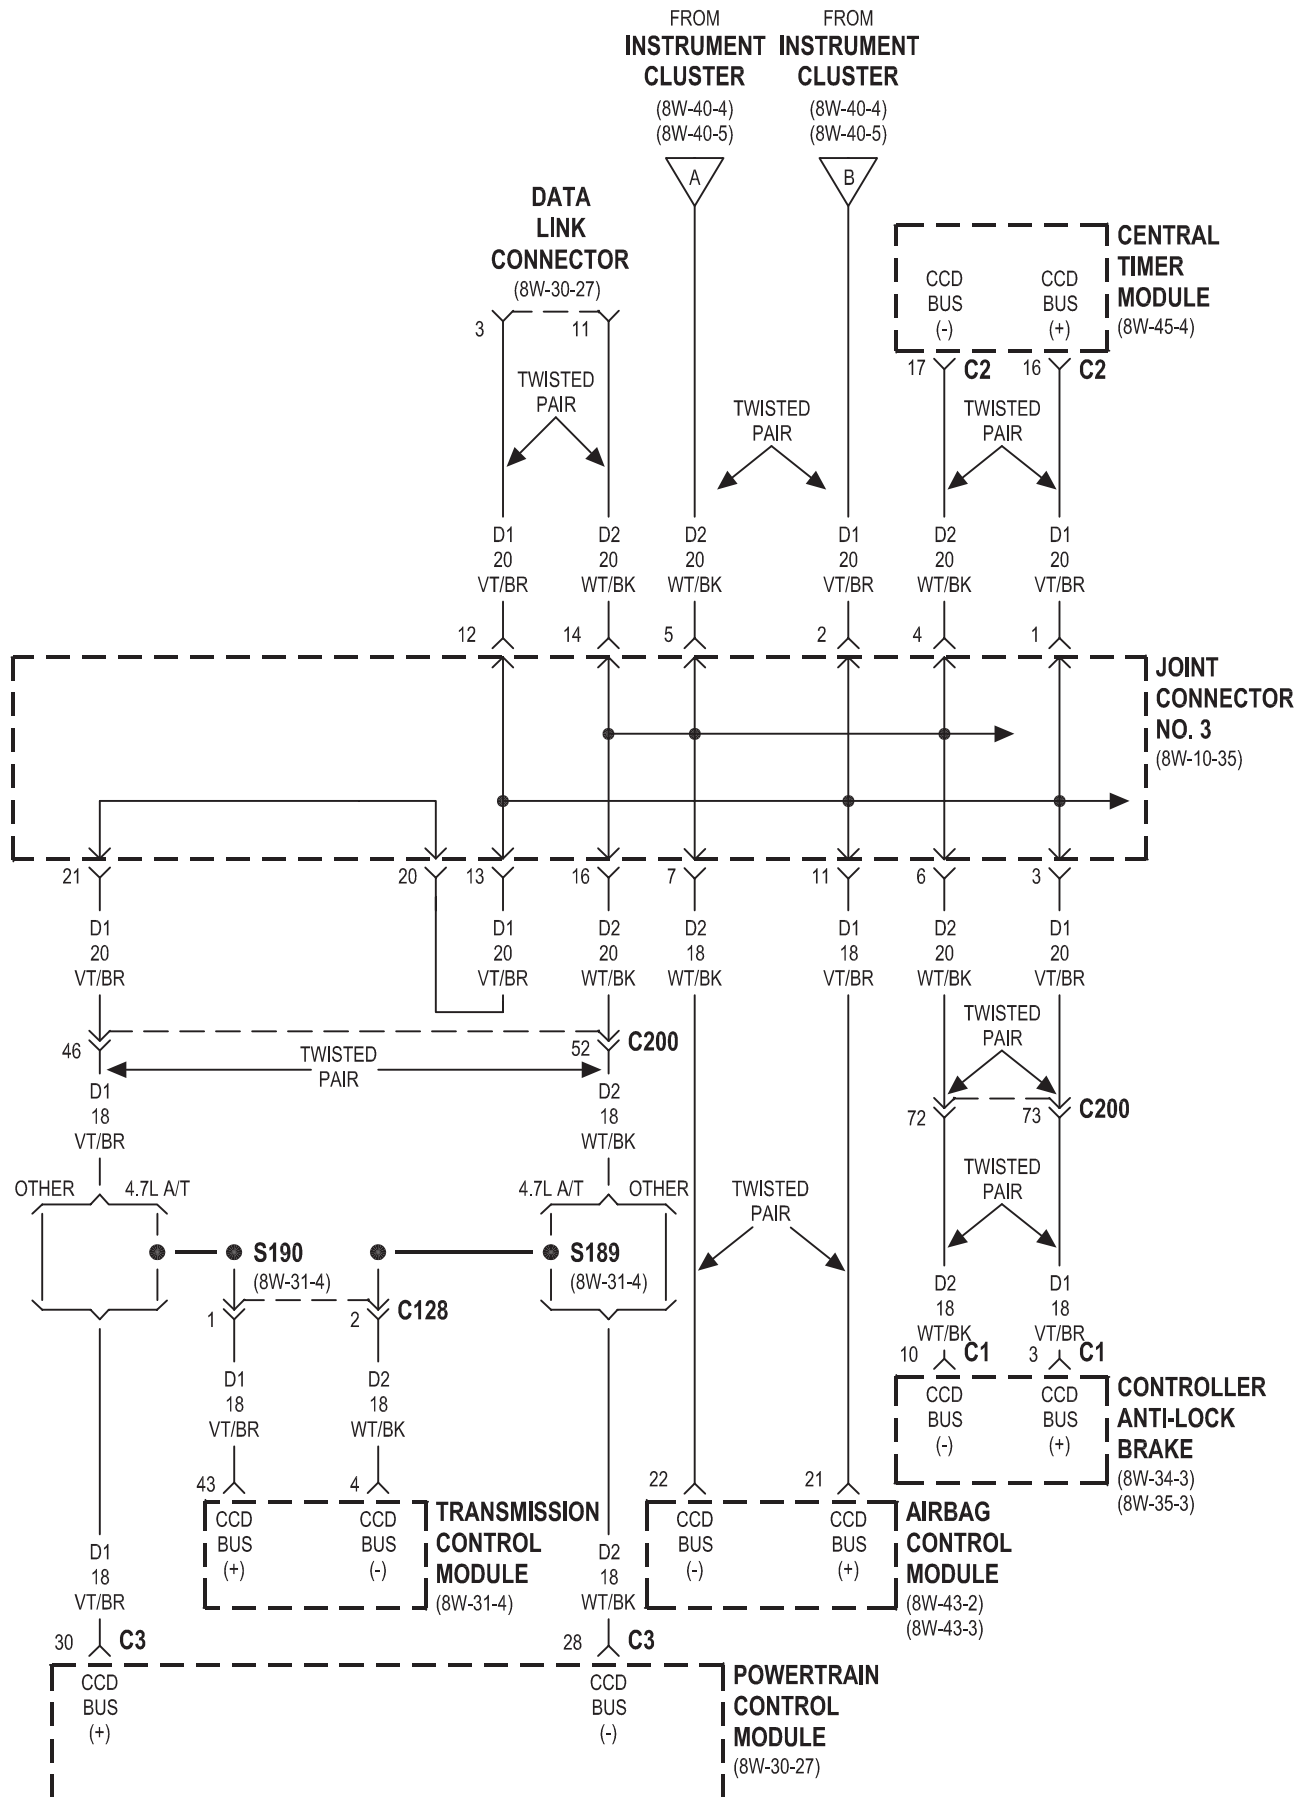 FROM
INSTRUMENT
CLUSTER
(8W-40-4)
(8W-40-5)
A
FROM
INSTRUMENT
CLUSTER
(8W-40-4)
(8W-40-5)
B
DATA
LINK
CONNECTOR
(8W-30-27)
3
11
CENTRAL
TIMER
MODULE
(8W-45-4)
CCD
BUS
(-)
CCD
BUS
(+)
17
C2
16
C2
TWISTED
PAIR
TWISTED
PAIR
TWISTED
PAIR
D1
20
VT/BR
D2
20
WT/BK
D2
20
WT/BK
D1
20
VT/BR
D2
20
WT/BK
D1
20
VT/BR
12
14
5
2
4
1
JOINT
CONNECTOR
NO. 3
(8W-10-35)
21
20
13
16
7
11
6
3
D1
20
VT/BR
D1
20
VT/BR
D2
20
WT/BK
D2
18
WT/BK
D1
18
VT/BR
D2
20
WT/BK
D1
20
VT/BR
46
52
C200
TWISTED
PAIR
TWISTED
PAIR
72
73
C200
D1
18
VT/BR
D2
18
WT/BK
OTHER
4.7L A/T
4.7L A/T
OTHER
TWISTED
PAIR
TWISTED
PAIR
S190
(8W-31-4)
S189
(8W-31-4)
1
2
C128
D1
18
VT/BR
D2
18
WT/BK
D2
18
WT/BK
D1
18
VT/BR
10
C1
3
C1
CCD
BUS
(-)
CCD
BUS
(+)
CONTROLLER
ANTI-LOCK
BRAKE
(8W-34-3)
(8W-35-3)
43
4
22
21
CCD
BUS
(+)
CCD
BUS
(-)
TRANSMISSION
CONTROL
MODULE
(8W-31-4)
CCD
BUS
(-)
CCD
BUS
(+)
AIRBAG
CONTROL
MODULE
(8W-43-2)
(8W-43-3)
D1
18
VT/BR
D2
18
WT/BK
30
C3
28
C3
CCD
BUS
(+)
CCD
BUS
(-)
POWERTRAIN
CONTROL
MODULE
(8W-30-27)